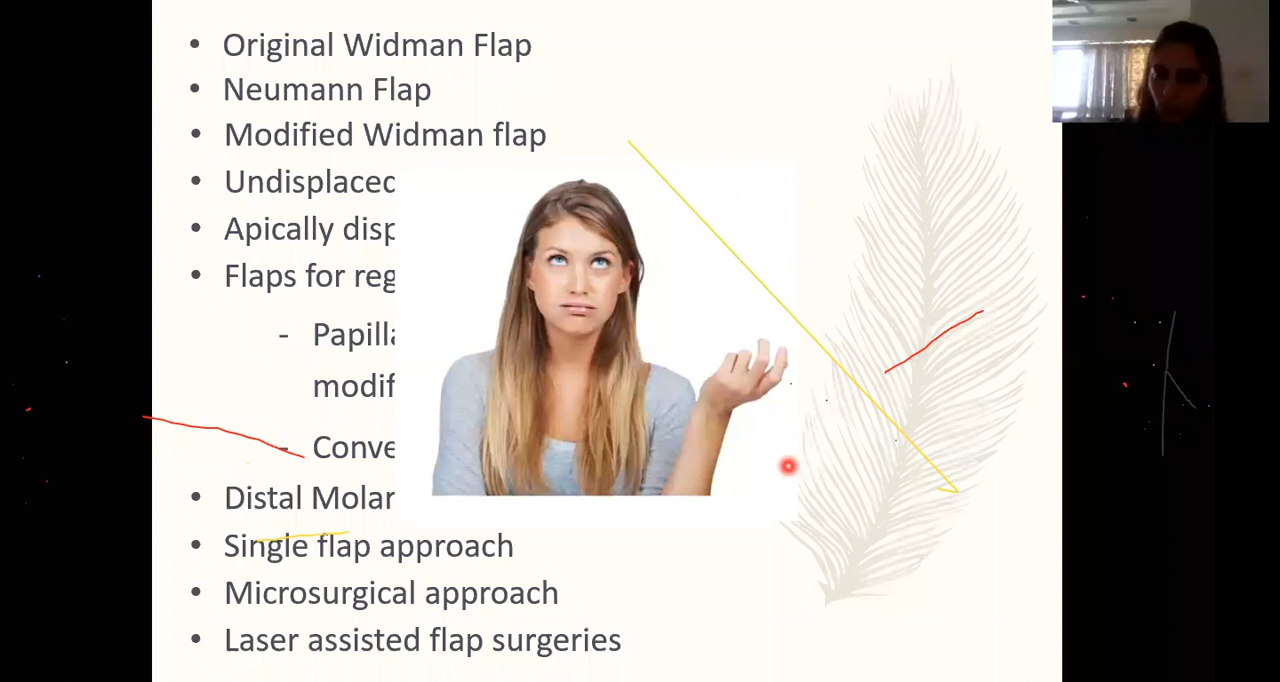 • Original Widman Flap
• Neumann Flap
• Modified Widman flap
• Undisplaced
• Apically disp
• Flaps for reg
- Papilla
modif
- Conve
• Distal Molar
• Single flap approach
• Microsurgical approach
• Laser assisted flap surgeries